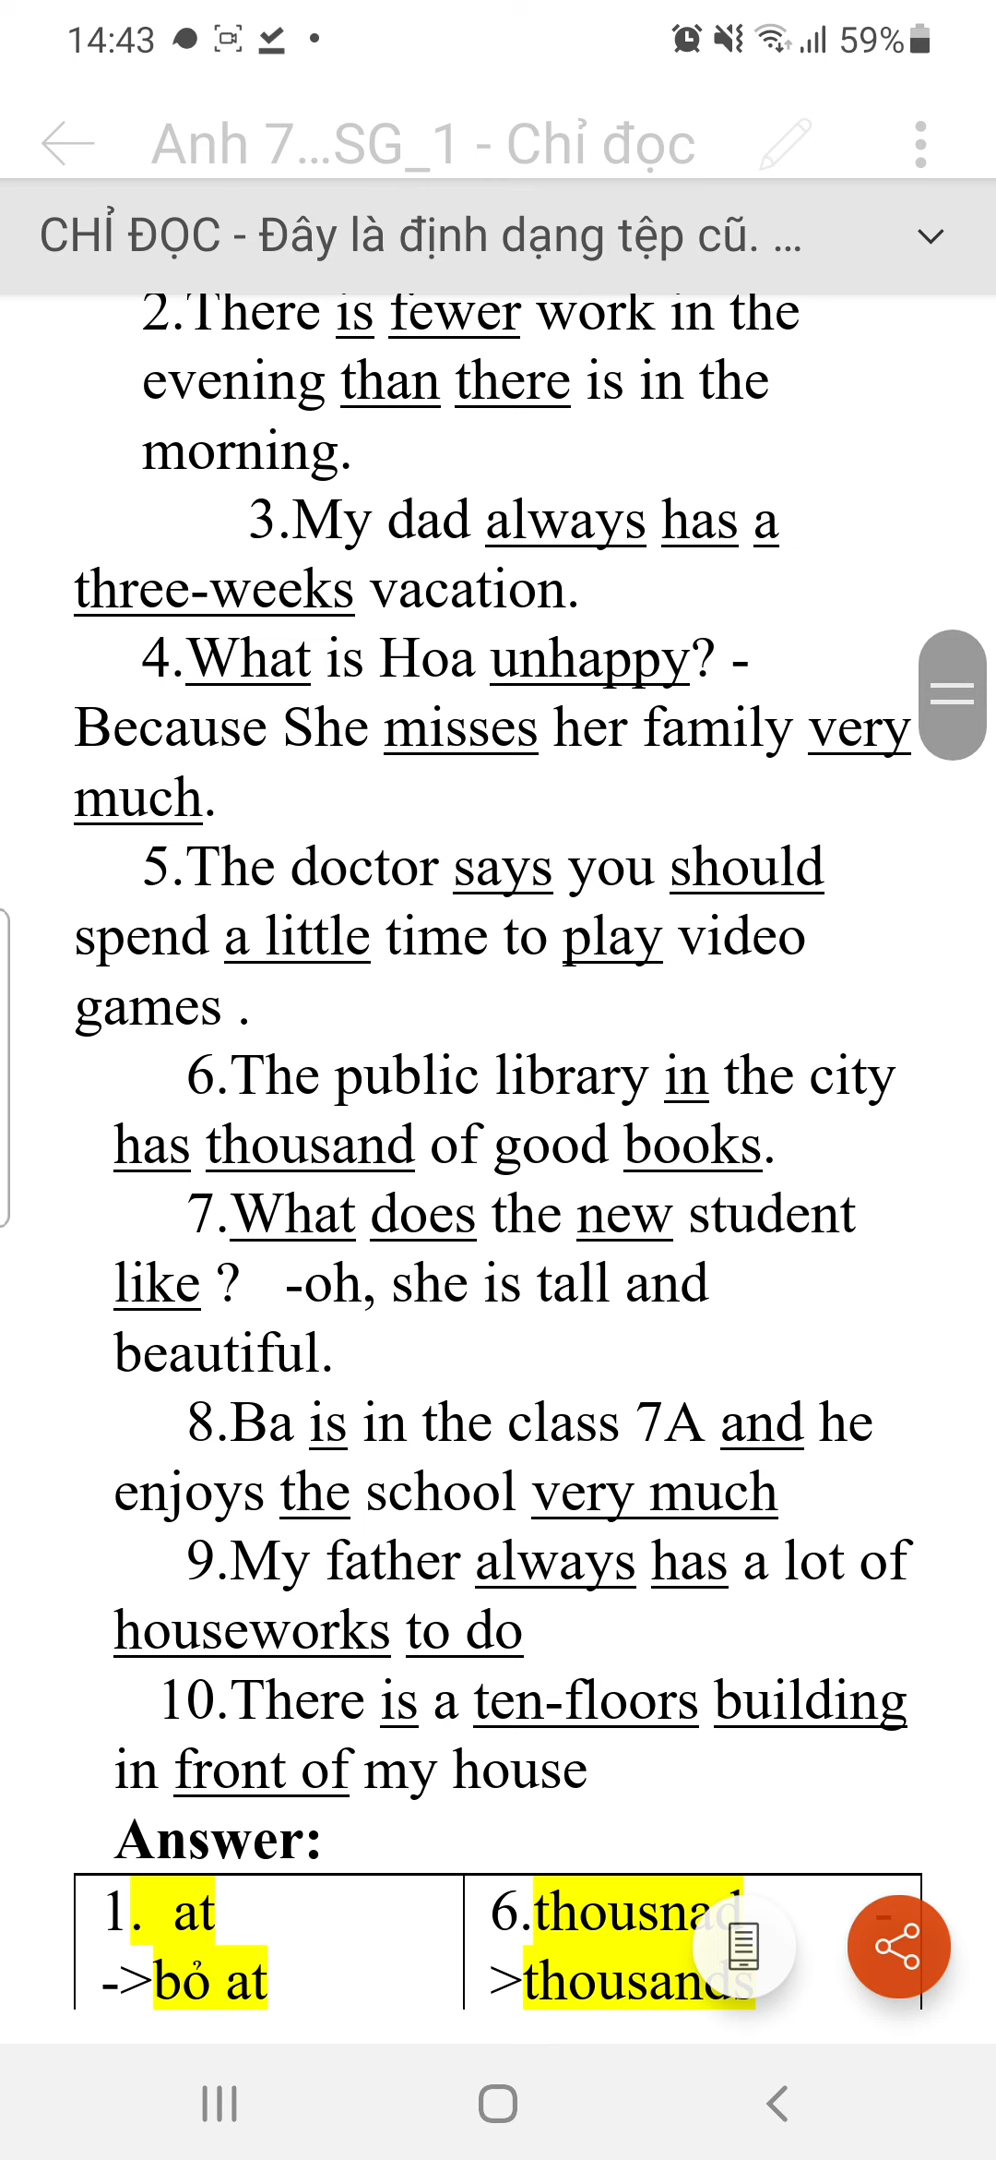 14:43
59%
Anh 7...SG_1 - Chỉ đọc
CHỈ ĐỌC - Đây là định dạng tệp cũ. ...
2.There is fewer work in the
evening than there is in the
morning.
3.My dad always has a
three-weeks vacation.
4.What is Hoa unhappy? -
Because She misses her family very
much.
5.The doctor says you should
spend a little time to play video
games .
6.The public library in the city
has thousand of good books.
7.What does the new student
like ? -oh, she is tall and
beautiful.
8.Ba is in the class 7A and he
enjoys the school very much
9.My father always has a lot of
houseworks to do
10.There is a ten-floors building
in front of my house
Answer:
1. at
->bỏ at
6.thousnad -
>thousands